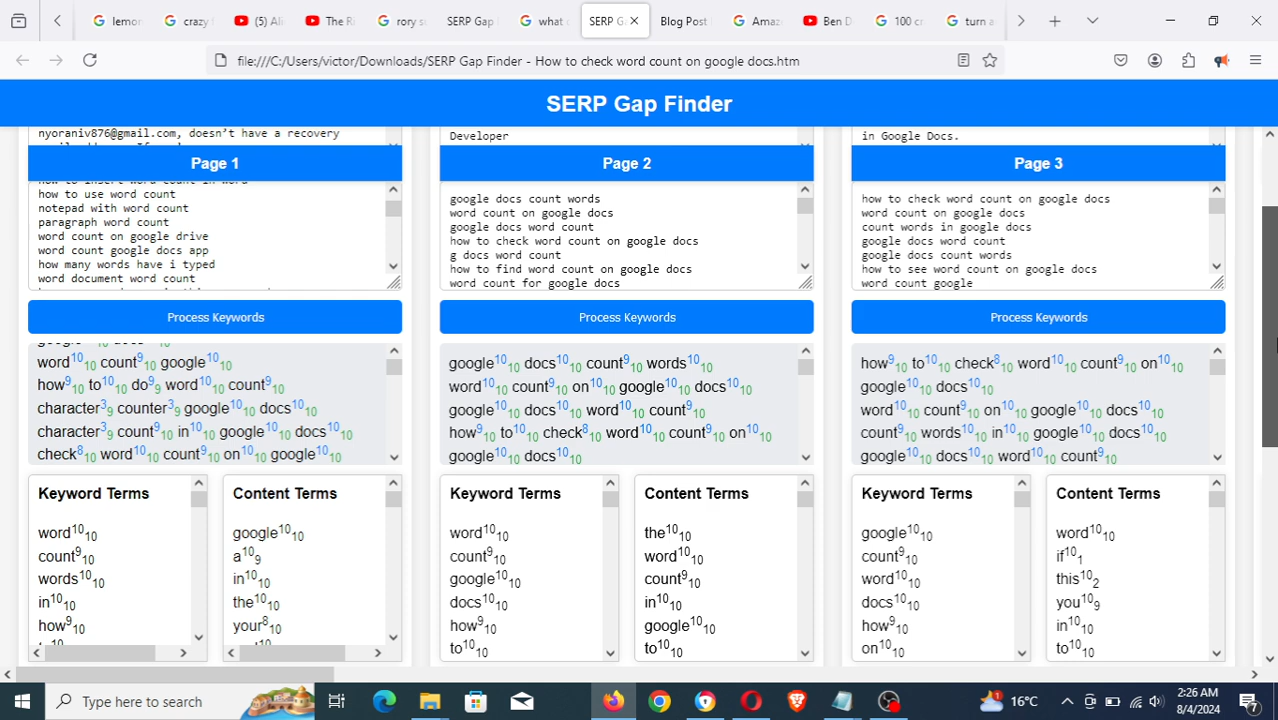 lemon
crazy
(5) Ali
The Ri
rory s
SERP Gap
what
SERP Ga
Blog Post
Amaz
Ben D
100 c
turn a
file:///C:/Users/victor/Downloads/SERP Gap Finder - How to check word count on google docs.htm
SERP Gap Finder
nyoraniv876@gmail.com, doesn’t have a recovery
Page 1
how to use word count
notepad with word count
paragraph word count
word count on google drive
word count google docs app
how many words have i typed
word document word count
Process Keywords
word10 10 count9 10 google10 10
how9 10 to10 10 do9 9 word10 10 count9 10
character3 9 counter3 9 google10 10 docs10 10
character3 9 count9 10 in10 10 google10 10 docs10 10
check8 10 word10 10 count9 10 on10 10 google10 10
Keyword Terms
word10 10
count9 10
words10 10
in10 10
how9 10
Content Terms
google10 10
a10 9
in10 10
the10 10
your8 10
Developer
Page 2
google docs count words
word count on google docs
google docs word count
how to check word count on google docs
g docs word count
how to find word count on google docs
word count for google docs
Process Keywords
google10 10 docs10 10 count9 10 words10 10
word10 10 count9 10 on10 10 google10 10 docs10 10
google10 10 docs10 10 word10 10 count9 10
how9 10 to10 10 check8 10 word10 10 count9 10 on10 10
google10 10 docs10 10
Keyword Terms
word10 10
count9 10
google10 10
docs10 10
how9 10
to10 10
Content Terms
the10 10
word10 10
count9 10
in10 10
google10 10
to10 10
in Google Docs.
Page 3
how to check word count on google docs
word count on google docs
count words in google docs
google docs word count
google docs count words
how to see word count on google docs
word count google
Process Keywords
how9 10 to10 10 check8 10 word10 10 count9 10 on10 10
google10 10 docs10 10
word10 10 count9 10 on10 10 google10 10 docs10 10
count9 10 words10 10 in10 10 google10 10 docs10 10
google10 10 docs10 10 word10 10 count9 10
Keyword Terms
google10 10
count9 10
word10 10
docs10 10
how9 10
on10 10
Content Terms
word10 10
if10 1
this10 2
you10 9
in10 10
to10 10
Type here to search
1
16°C
2:26 AM
8/4/2024
7